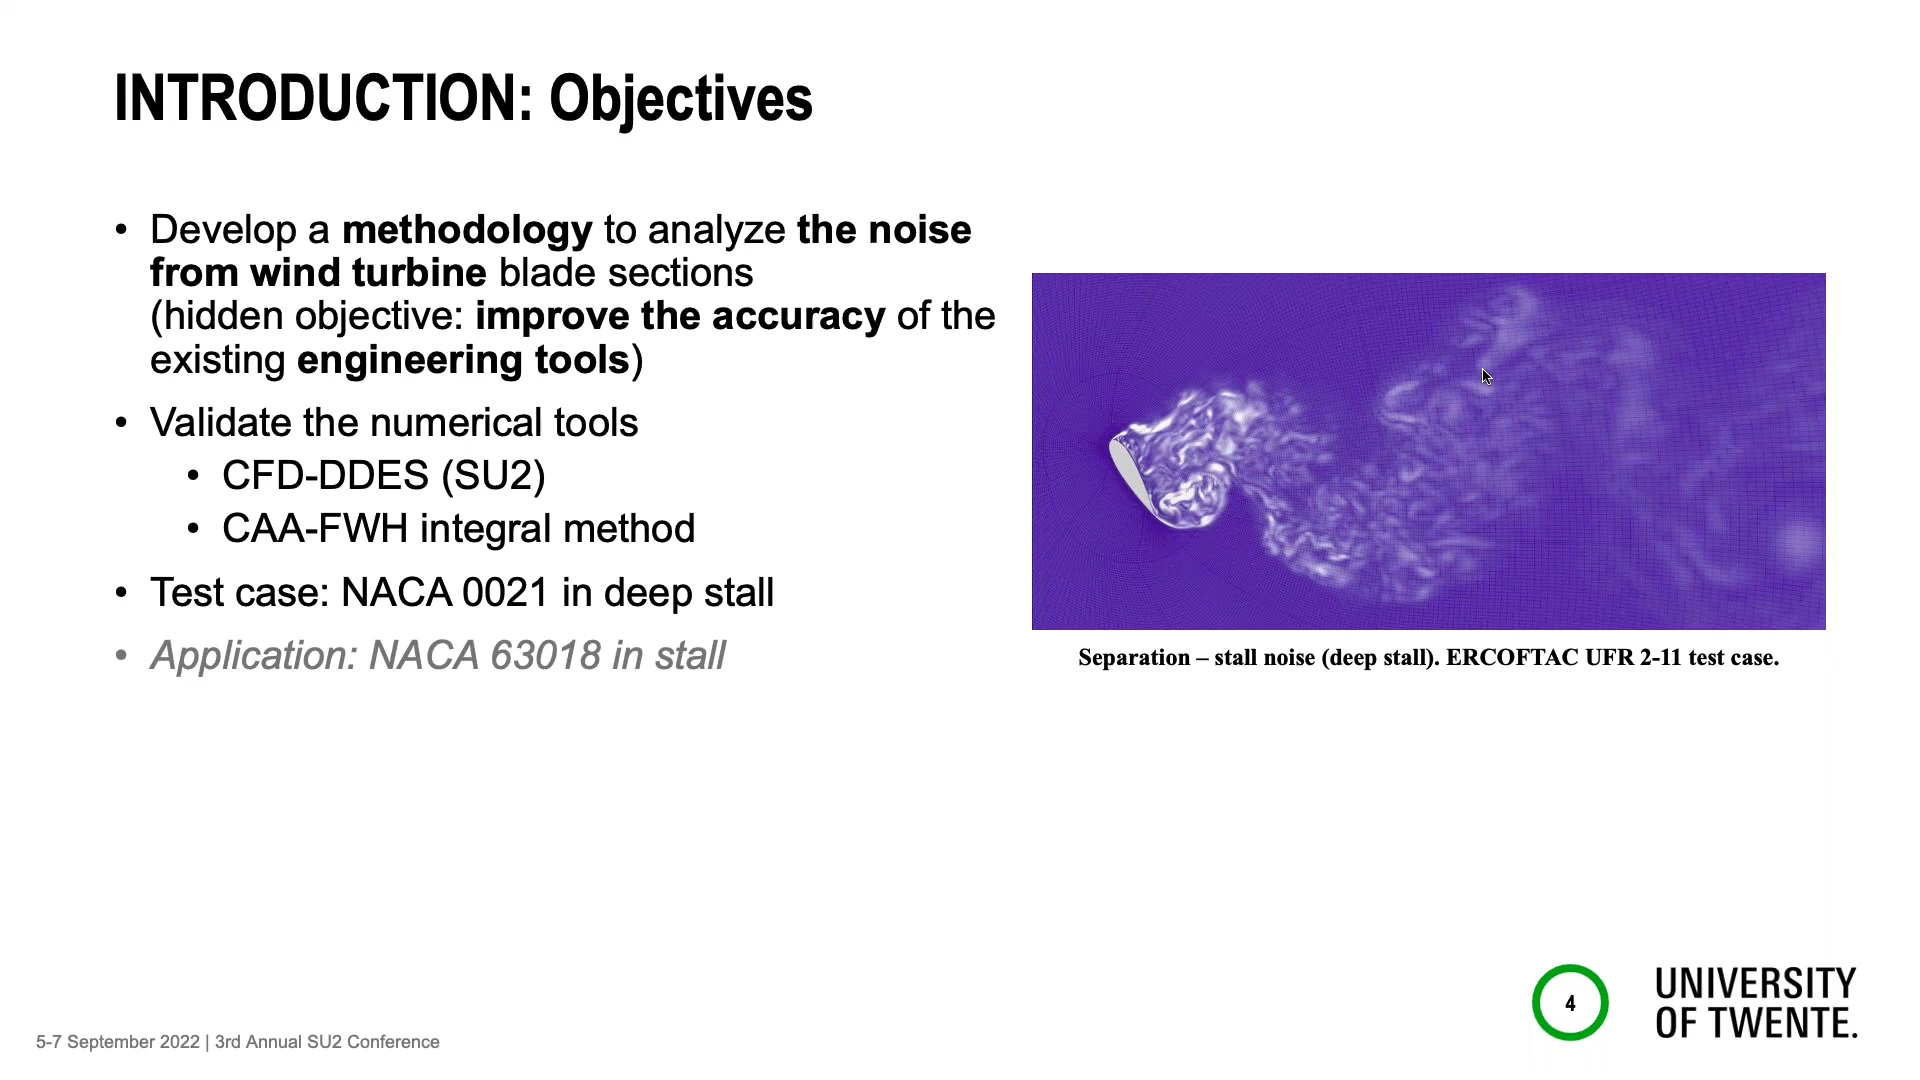 INTRODUCTION: Objectives
• Develop a methodology to analyze the noise
from wind turbine blade sections
(hidden objective: improve the accuracy of the
existing engineering tools)
• Validate the numerical tools
• CFD-DDES (SU2)
• CAA-FWH integral method
• Test case: NACA 0021 in deep stall
• Application: NACA 63018 in stall
Separation – stall noise (deep stall). ERCOFTAC UFR 2-11 test case.
4
UNIVERSITY
OF TWENTE.
5-7 September 2022 | 3rd Annual SU2 Conference